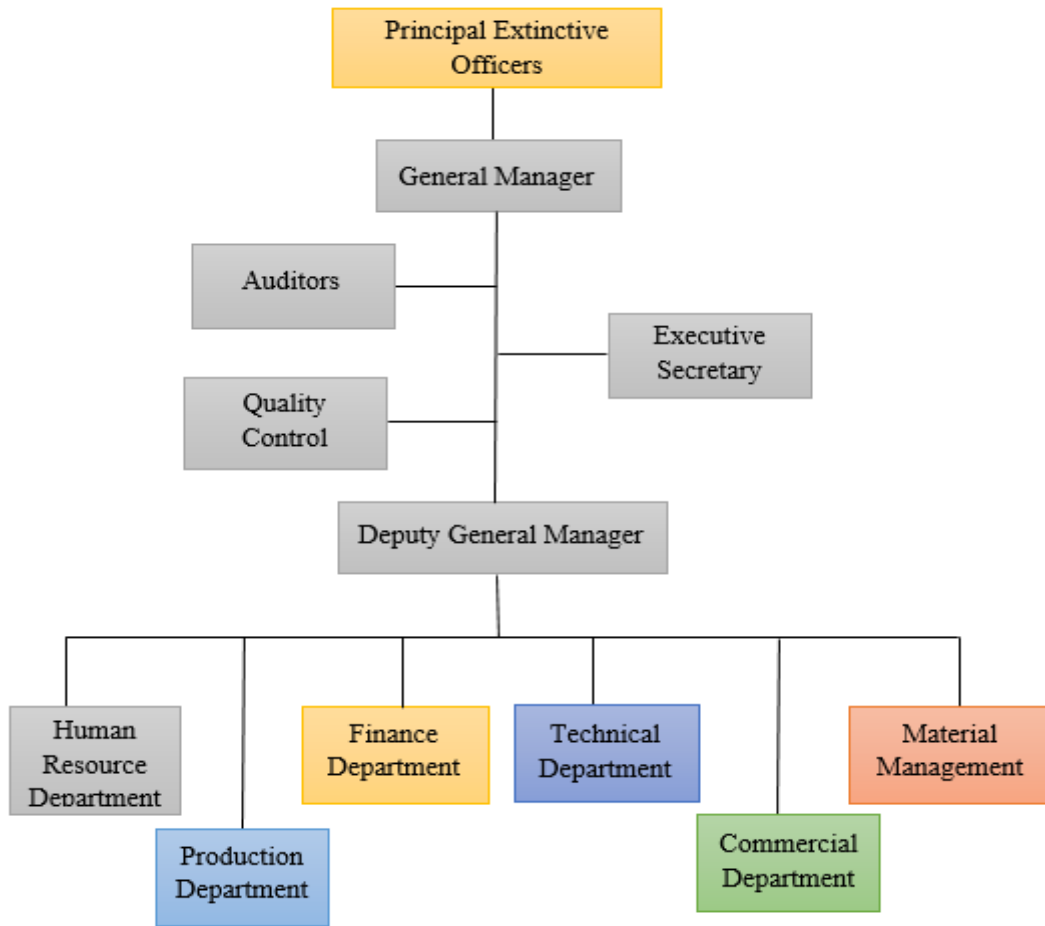 Principal Extinctive
Officers
General Manager
Auditors
Executive
Secretary
Quality
Control
Deputy General Manager
Human
Resource
Department
Finance
Department
Technical
Department
Material
Management
Production
Department
Commercial
Department